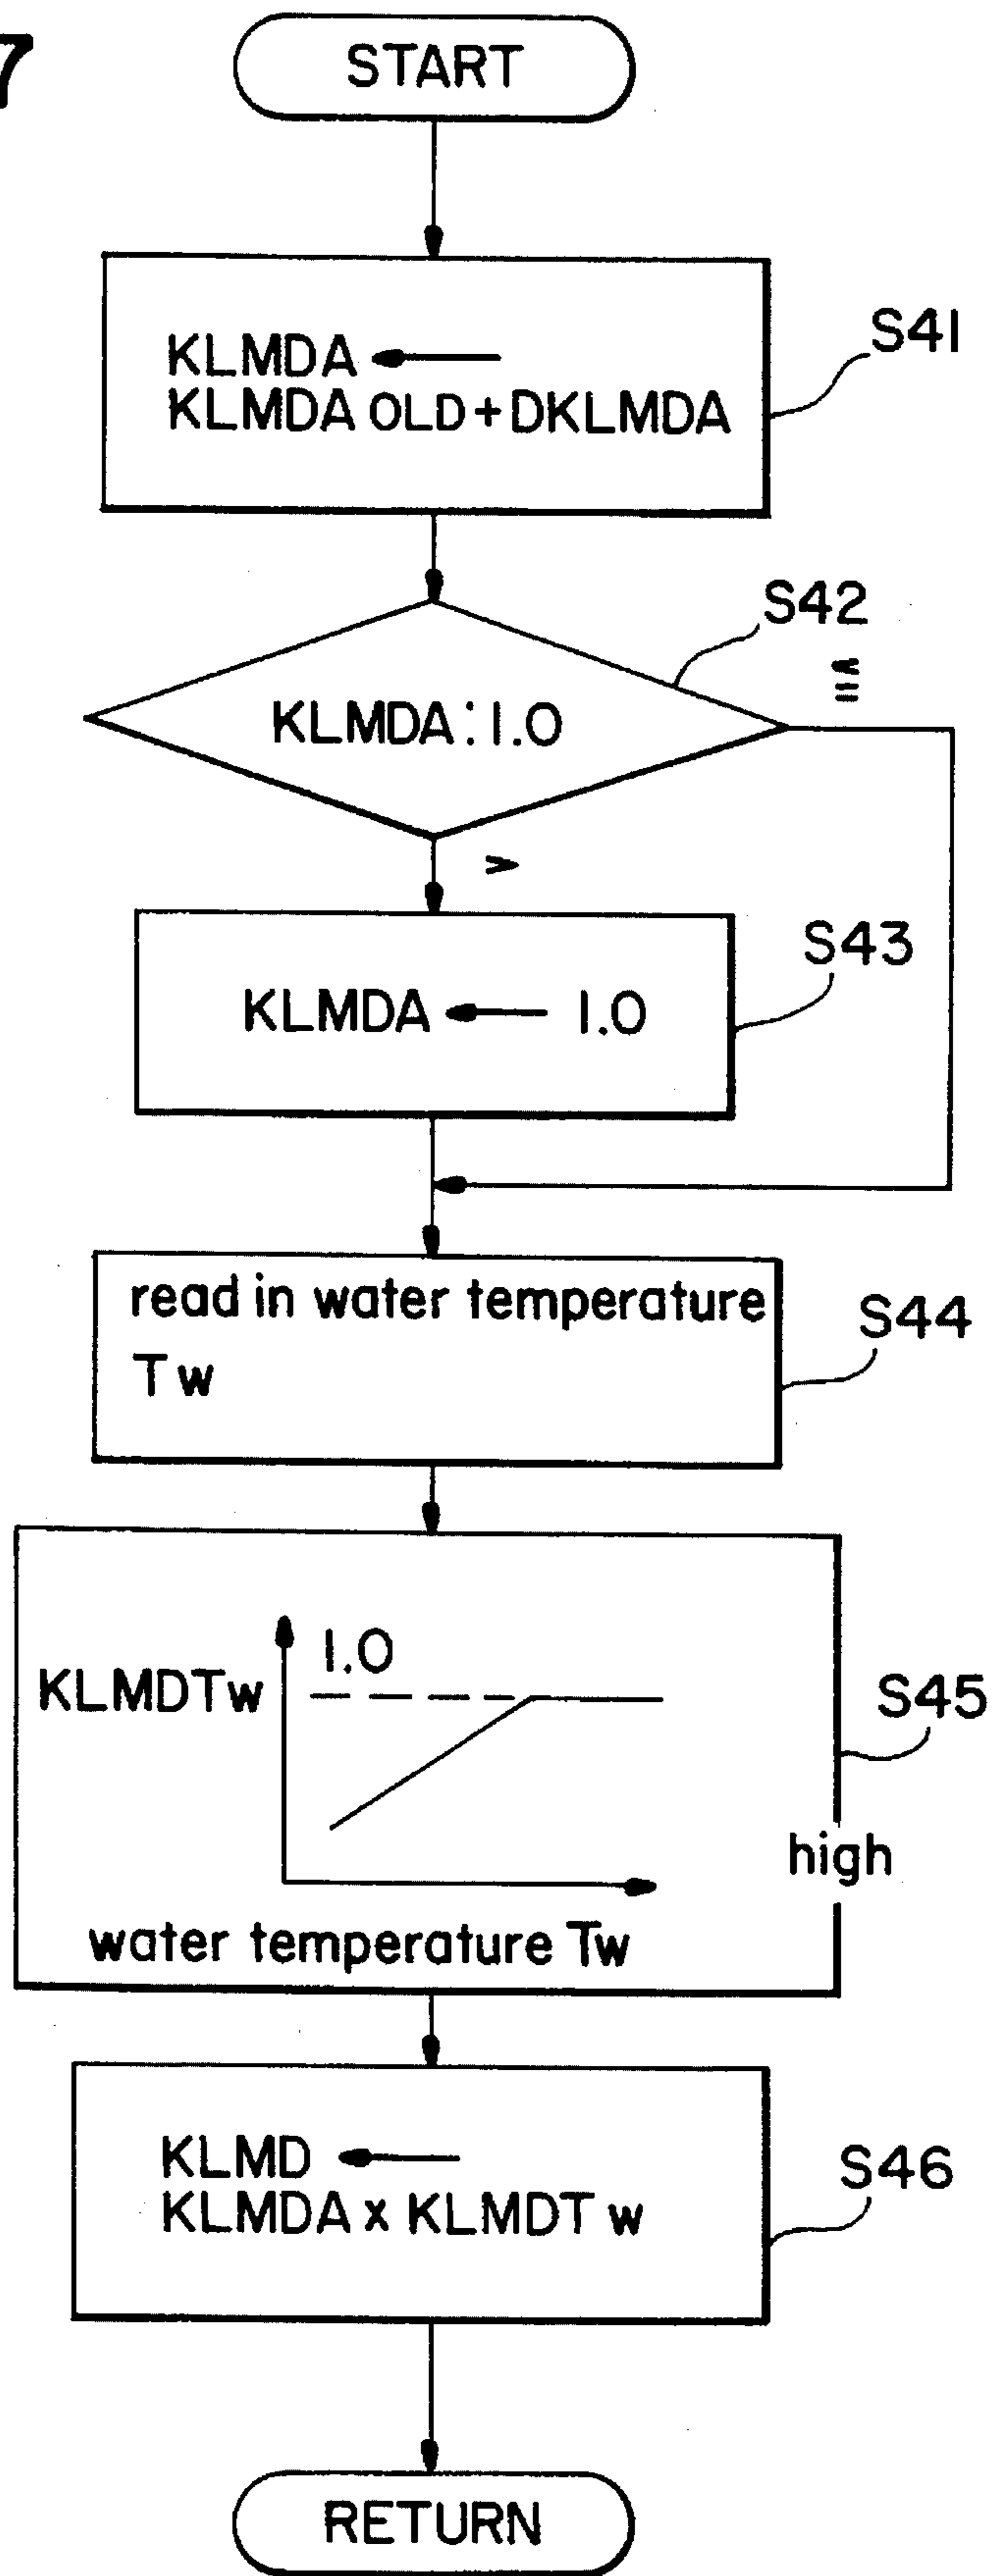 7
START
KLMDA ←
KLMDA OLD + DKLMDA
S41
S42
≦
KLMDA : 1.0
>
S43
KLMDA ← 1.0
read in water temperature
Tw
S44
1.0
KLMDTw
S45
high
water temperature Tw
KLMD ←
KLMDA x KLMDTw
S46
RETURN